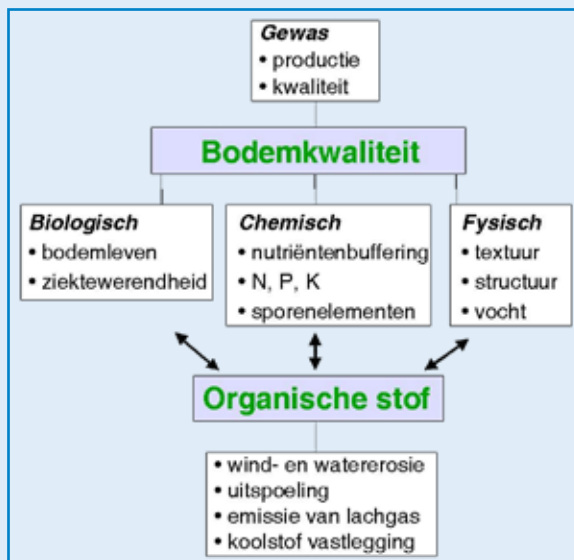 Gewas
• productie
• kwaliteit
Bodemkwaliteit
Biologisch
• bodemleven
• ziektewerendheid
Chemisch
• nutriëntenbuffering
• N, P, K
• sporenelementen
Fysisch
• textuur
• structuur
• vocht
Organische stof
• wind- en watererosie
• uitspoeling
• emissie van lachgas
• koolstof vastlegging